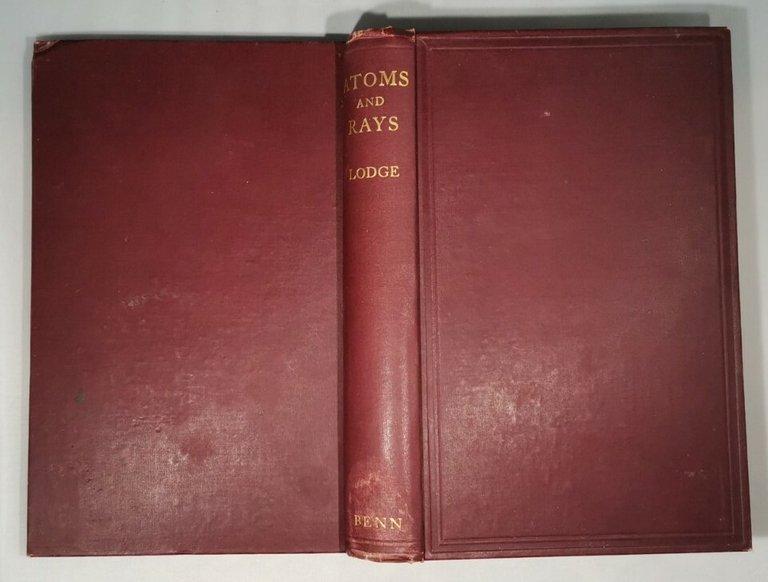 ATOMS
AND
RAYS
LODGE
BENN